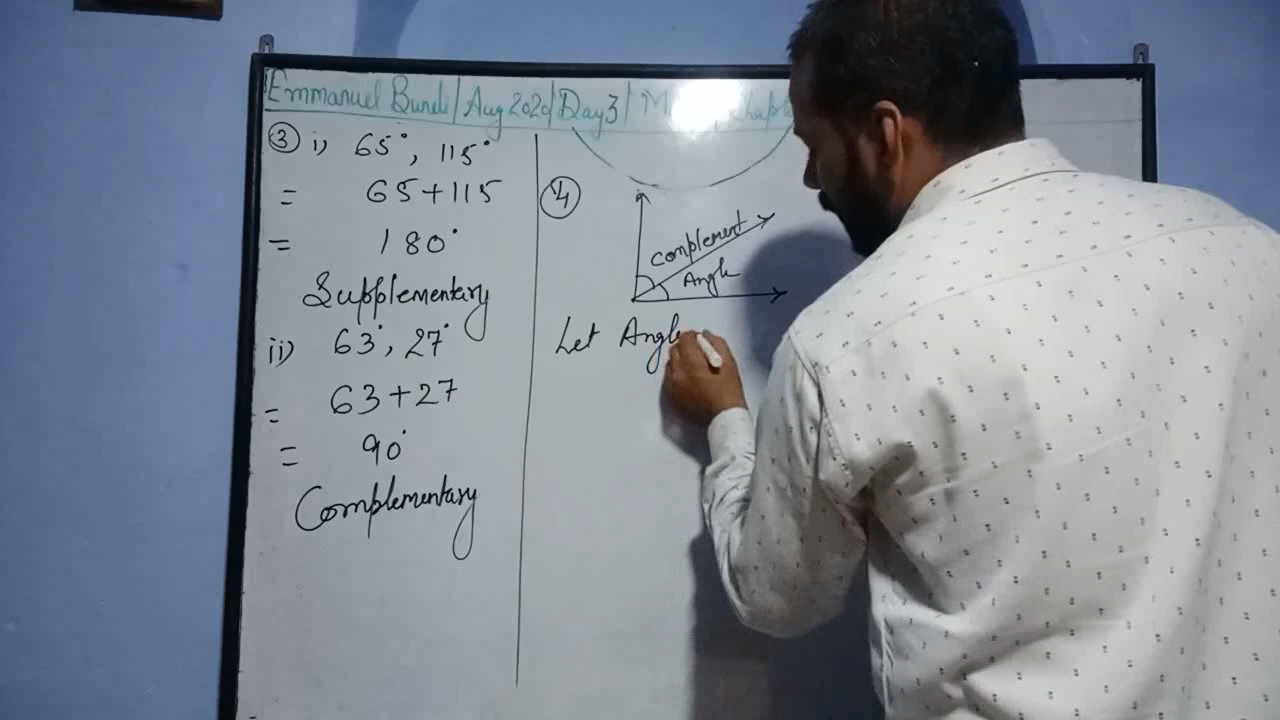 Emmanuel Bundi | Aug 2020 | Day 3 | M
③ i) 65°, 115°
= 65+115
= 180°
Supplementary
ii) 63°, 27°
= 63+27
= 90°
Complementary
④
Complement
Angle
Let Angle